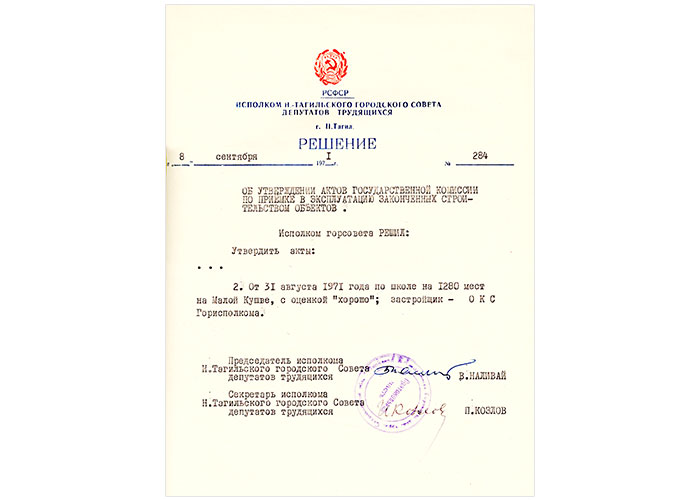 РСФСР
ИСПОЛКОМ Н.-ТАГИЛЬСКОГО ГОРОДСКОГО СОВЕТА
ДЕПУТАТОВ ТРУДЯЩИХСЯ
г. Н.Тагил
РЕШЕНИЕ
8 сентября 197 I г. № 284
ОБ УТВЕРЖДЕНИИ АКТОВ ГОСУДАРСТВЕННОЙ КОМИССИИ
ПО ПРИЕМКЕ В ЭКСПЛУАТАЦИЮ ЗАКОНЧЕННЫХ СТРОИ-
ТЕЛЬСТВОМ ОБЪЕКТОВ .
Исполком горсовета РЕШИЛ:
Утвердить акты:
. . .
2. От 31 августа 1971 года по школе на 1280 мест
на Малой Кушве, с оценкой "хорошо"; застройщик - О К С
Горисполкома.
Председатель исполкома
Н.Тагильского городского Совета
депутатов трудящихся В.НАЛИВАЙ
Секретарь исполкома
Н.Тагильского городского Совета
депутатов трудящихся П.КОЗЛОВ